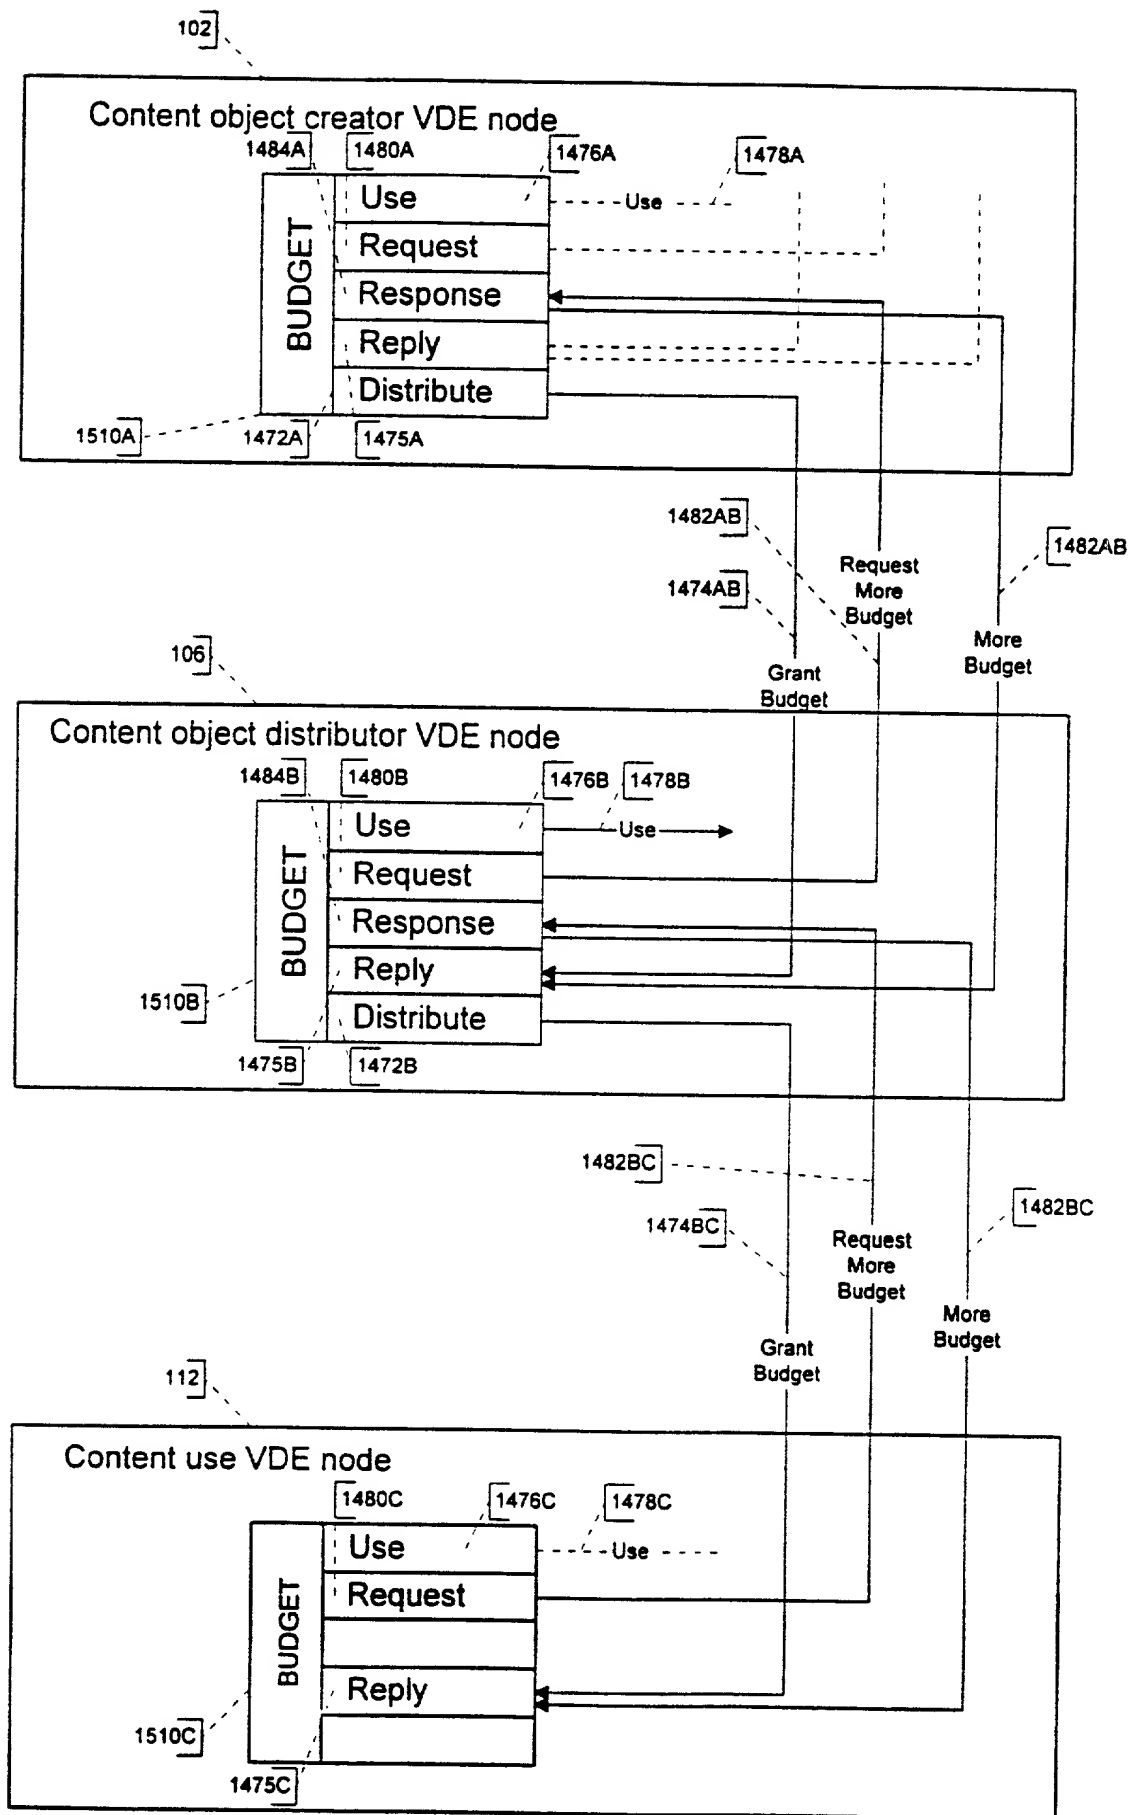 102
Content object creator VDE node
1484A
1480A
1476A
1478A
BUDGET
Use
Use
Request
Response
Reply
Distribute
1510A
1472A
1475A
1482AB
1482AB
1474AB
Request
More
Budget
More
Budget
Grant
Budget
106
Content object distributor VDE node
1484B
1480B
1476B
1478B
BUDGET
Use
Use
Request
Response
Reply
Distribute
1510B
1475B
1472B
1482BC
1482BC
1474BC
Request
More
Budget
More
Budget
Grant
Budget
112
Content use VDE node
1480C
1476C
1478C
BUDGET
Use
Use
Request
Reply
1510C
1475C